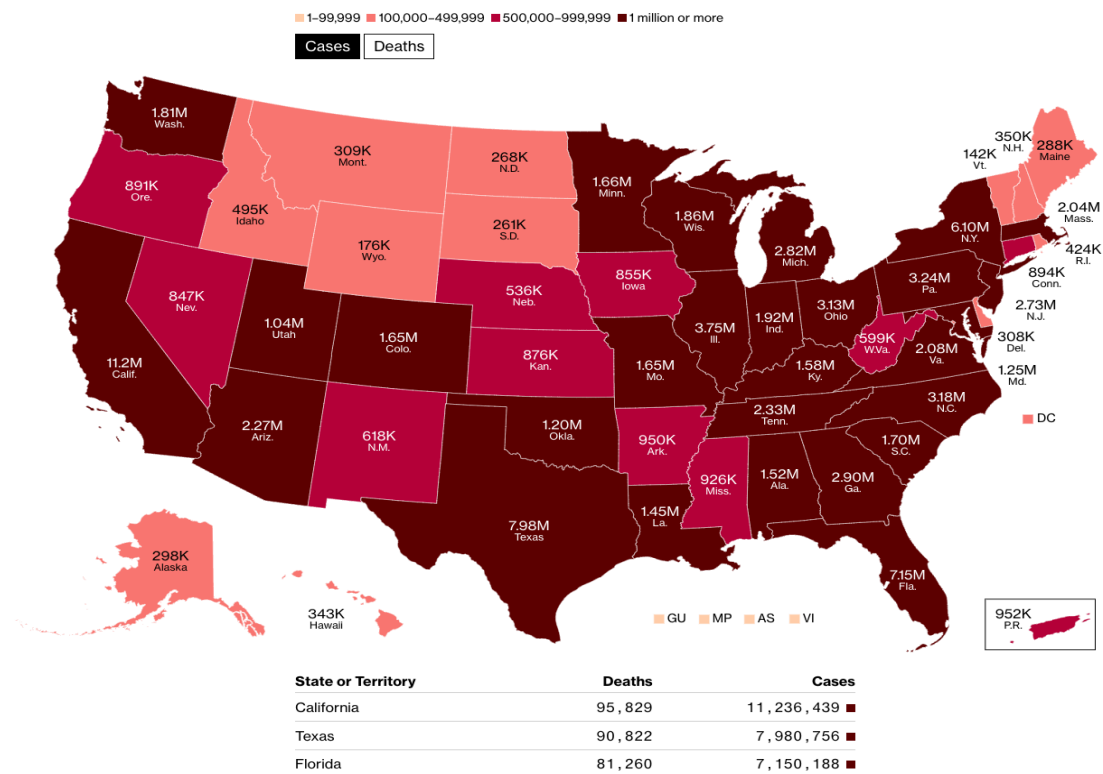 1–99,999 100,000–499,999 500,000–999,999 1 million or more
Cases Deaths
1.81M
Wash.
891K
Ore.
495K
Idaho
309K
Mont.
176K
Wyo.
268K
N.D.
261K
S.D.
1.66M
Minn.
1.86M
Wis.
2.82M
Mich.
142K
Vt.
350K
N.H.
288K
Maine
6.10M
N.Y.
2.04M
Mass.
424K
R.I.
894K
Conn.
2.73M
N.J.
308K
Del.
1.25M
Md.
DC
11.2M
Calif.
847K
Nev.
1.04M
Utah
1.65M
Colo.
536K
Neb.
876K
Kan.
855K
Iowa
3.75M
Ill.
1.92M
Ind.
3.13M
Ohio
3.24M
Pa.
599K
W.Va.
2.08M
Va.
1.58M
Ky.
1.65M
Mo.
2.27M
Ariz.
618K
N.M.
1.20M
Okla.
950K
Ark.
2.33M
Tenn.
3.18M
N.C.
1.70M
S.C.
7.98M
Texas
1.45M
La.
926K
Miss.
1.52M
Ala.
2.90M
Ga.
7.15M
Fla.
298K
Alaska
343K
Hawaii
GU MP AS VI
952K
P.R.
State or Territory Deaths Cases
California 95,829 11,236,439
Texas 90,822 7,980,756
Florida 81,260 7,150,188